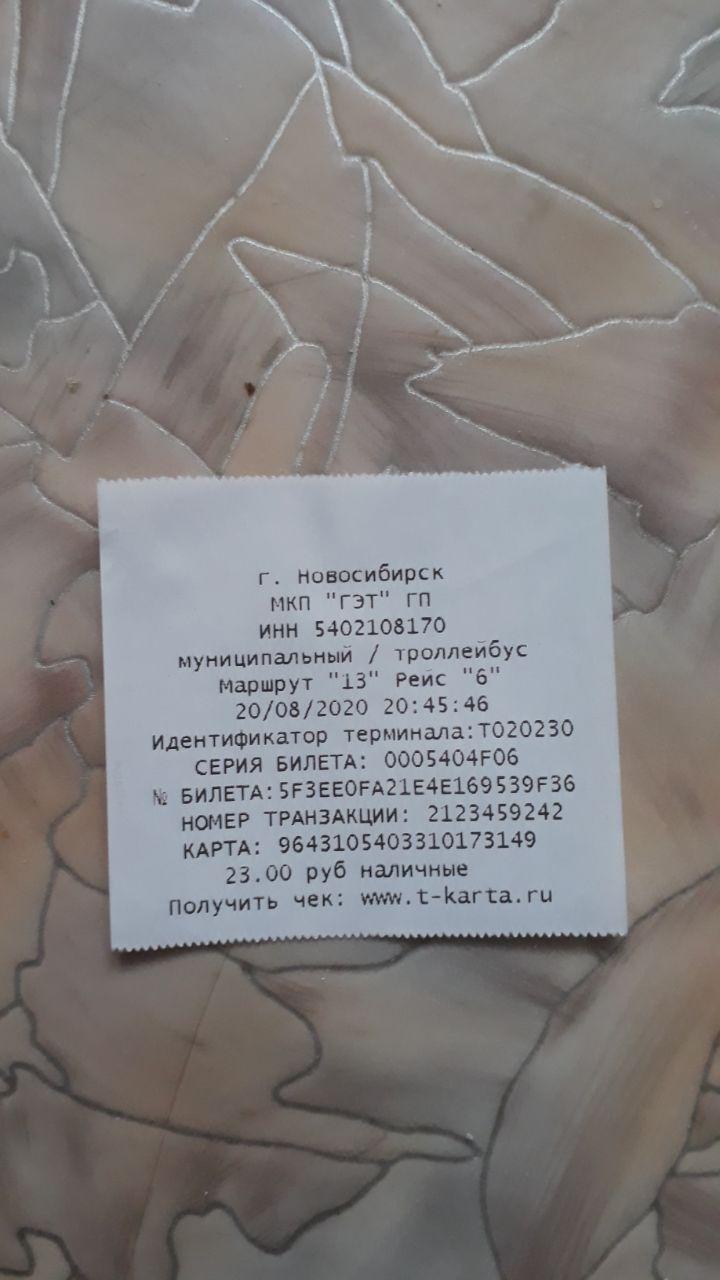 г. Новосибирск
МКП "ГЭТ" ГП
ИНН 5402108170
муниципальный / троллейбус
Маршрут "13" Рейс "6"
20/08/2020 20:45:46
Идентификатор терминала:Т020230
СЕРИЯ БИЛЕТА: 0005404F06
№ БИЛЕТА:5F3EE0FA21E4E169539F36
НОМЕР ТРАНЗАКЦИИ: 2123459242
КАРТА: 96431054033101731​49
23.00 руб наличные
Получить чек: www.t-karta.ru